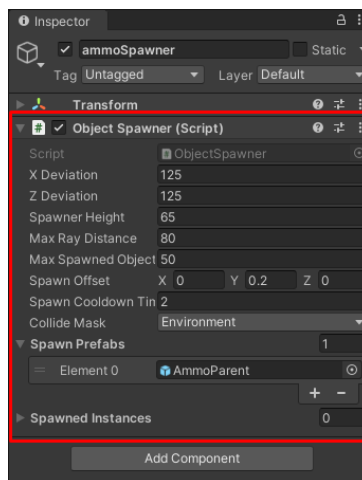 Inspector
ammoSpawner Static
Tag Untagged Layer Default
Transform
# Object Spawner (Script)
Script # ObjectSpawner
X Deviation 125
Z Deviation 125
Spawner Height 65
Max Ray Distance 80
Max Spawned Object 50
Spawn Offset X 0 Y 0.2 Z 0
Spawn Cooldown Tin 2
Collide Mask Environment
Spawn Prefabs 1
= Element 0 AmmoParent
+ -
Spawned Instances 0
Add Component